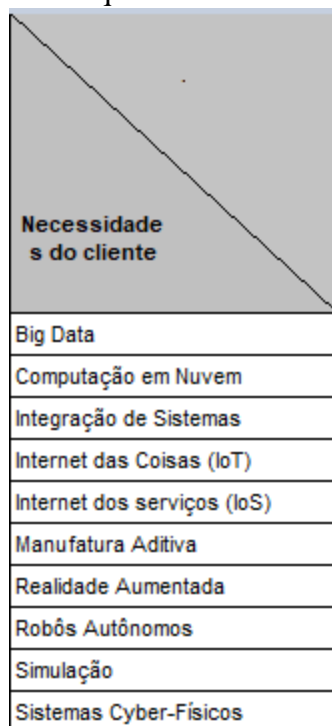 Necessidade
s do cliente
Big Data
Computação em Nuvem
Integração de Sistemas
Internet das Coisas (IoT)
Internet dos serviços (IoS)
Manufatura Aditiva
Realidade Aumentada
Robôs Autônomos
Simulação
Sistemas Cyber-Físicos